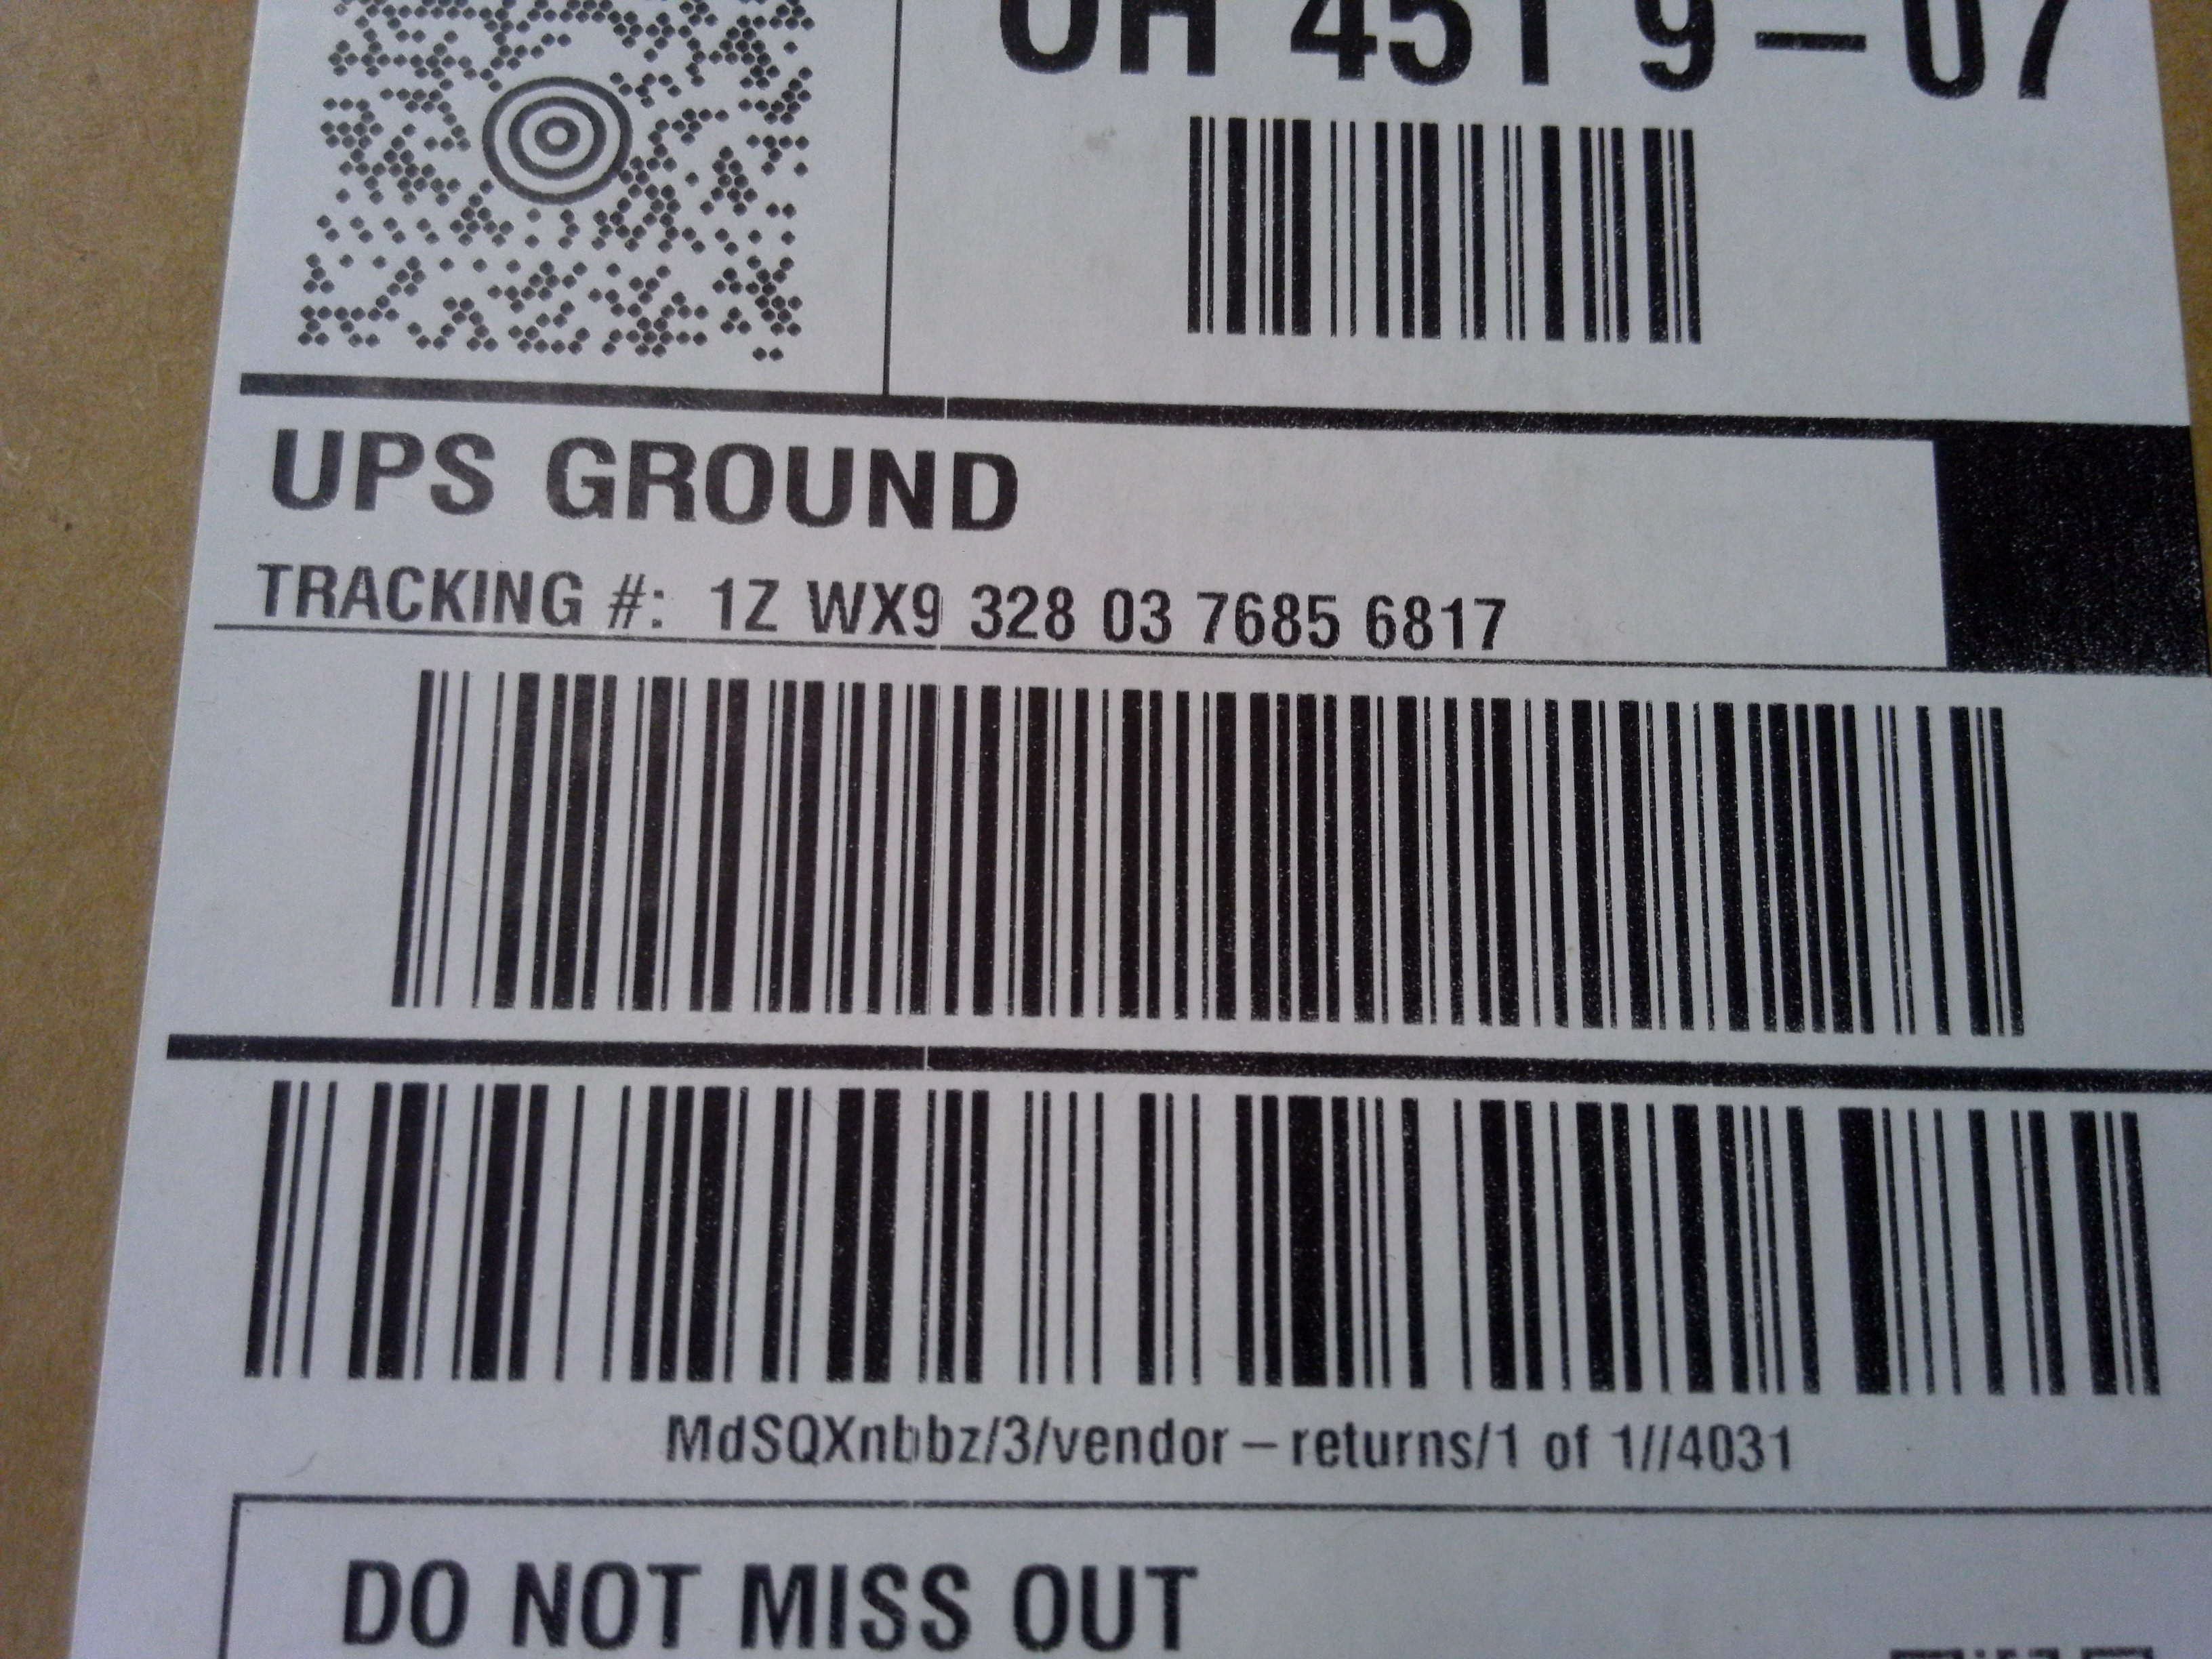 OH 451 9-07
UPS GROUND
TRACKING #: 1Z WX9 328 03 7685 6817
MdSQXnbbz/3/vendor-returns/1 of 1//4031
DO NOT MISS OUT